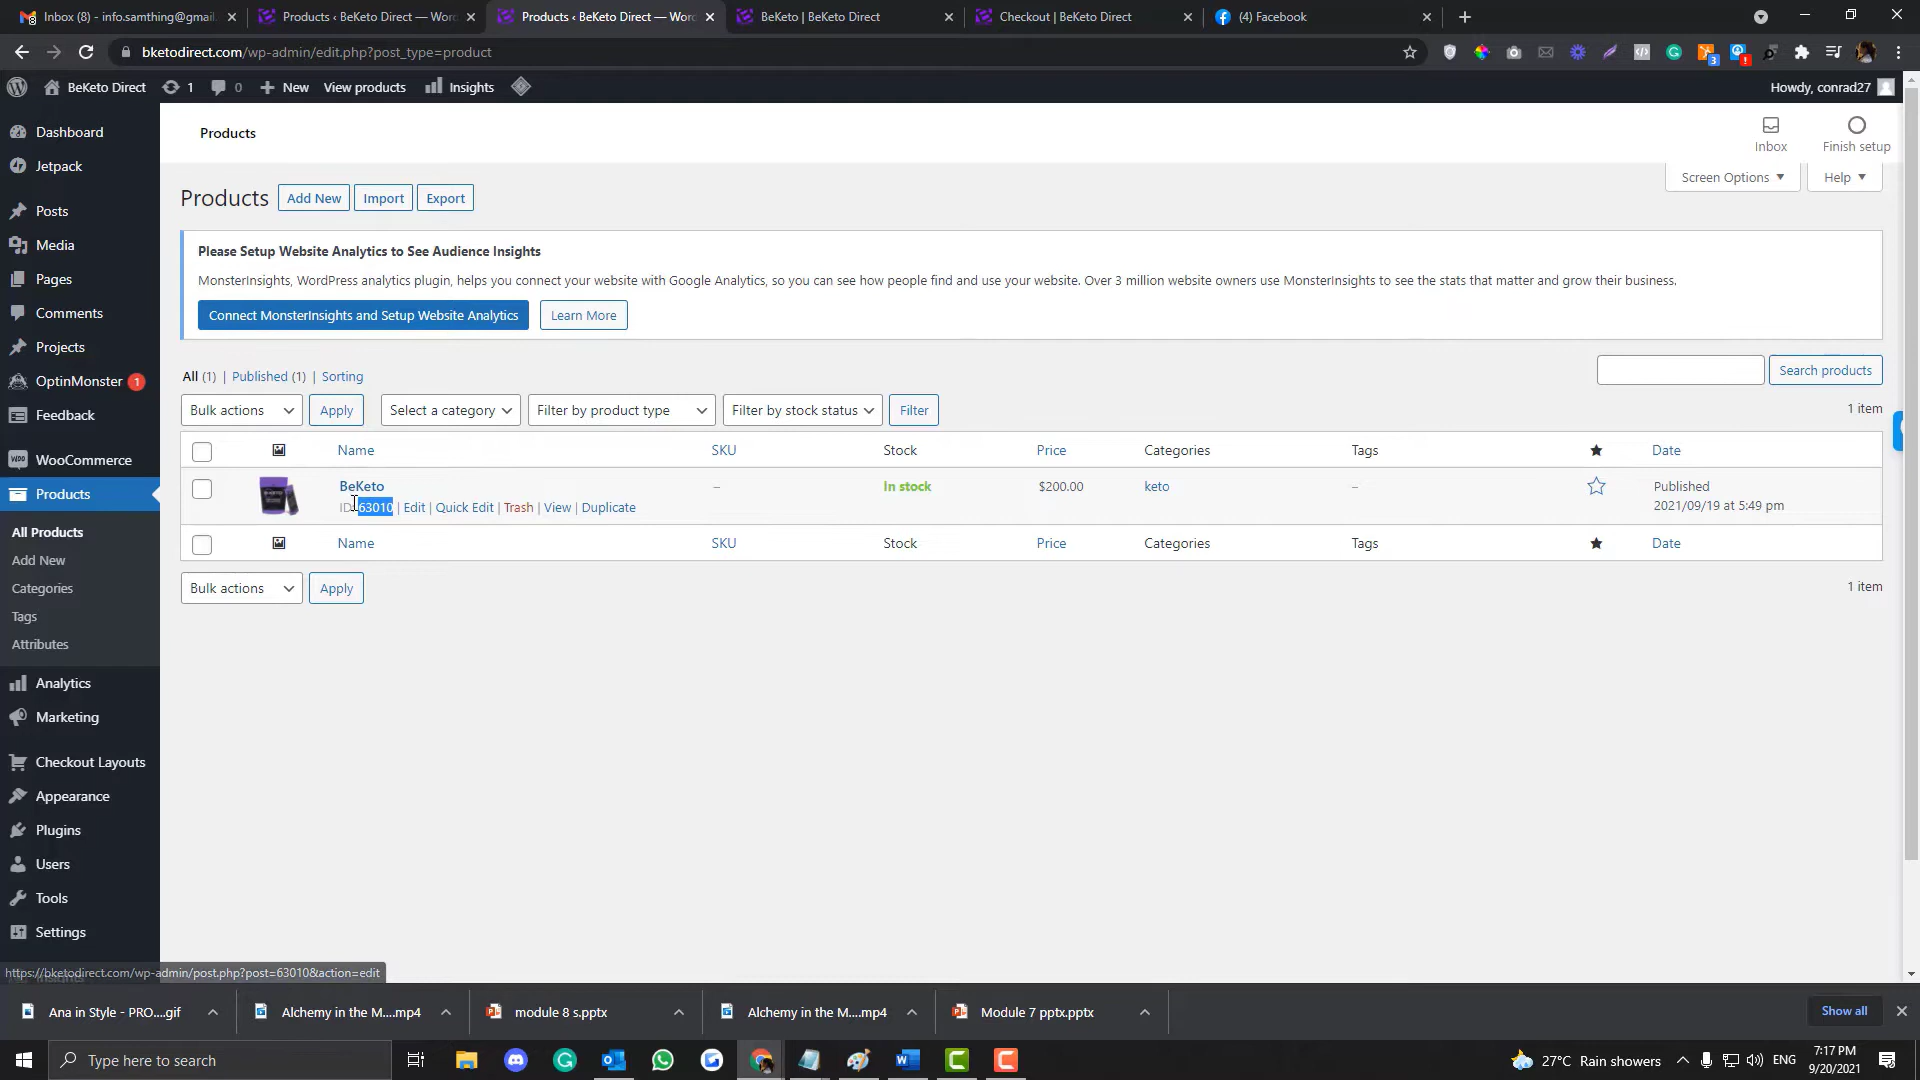 Inbox (8) - info.samthing@gmail
Products ‹ BeKeto Direct — Word
Products ‹ BeKeto Direct — Word
BeKeto | BeKeto Direct
Checkout | BeKeto Direct
(4) Facebook
bketodirect.com/wp-admin/edit.php?post_type=product
BeKeto Direct
1
0
New
View products
Insights
Howdy, conrad27
Dashboard
Jetpack
Posts
Media
Pages
Comments
Projects
OptinMonster 1
Feedback
WooCommerce
Products
All Products
Add New
Categories
Tags
Attributes
Analytics
Marketing
Checkout Layouts
Appearance
Plugins
Users
Tools
Settings
Products
Inbox
Finish setup
Screen Options
Help
Products
Add New
Import
Export
Please Setup Website Analytics to See Audience Insights
MonsterInsights, WordPress analytics plugin, helps you connect your website with Google Analytics, so you can see how people find and use your website. Over 3 million website owners use MonsterInsights to see the stats that matter and grow their business.
Connect MonsterInsights and Setup Website Analytics
Learn More
All (1) | Published (1) | Sorting
Search products
Bulk actions
Apply
Select a category
Filter by product type
Filter by stock status
Filter
1 item
Name SKU Stock Price Categories Tags Date
BeKeto – In stock $200.00 keto – Published
ID: 63010 | Edit | Quick Edit | Trash | View | Duplicate
2021/09/19 at 5:49 pm
Name SKU Stock Price Categories Tags Date
Bulk actions
Apply
1 item
https://bketodirect.com/wp-admin/post.php?post=63010&action=edit
Ana in Style - PRO....gif
Alchemy in the M....mp4
module 8 s.pptx
Alchemy in the M....mp4
Module 7 pptx.pptx
Show all
Type here to search
27°C Rain showers
ENG
7:17 PM
9/20/2021